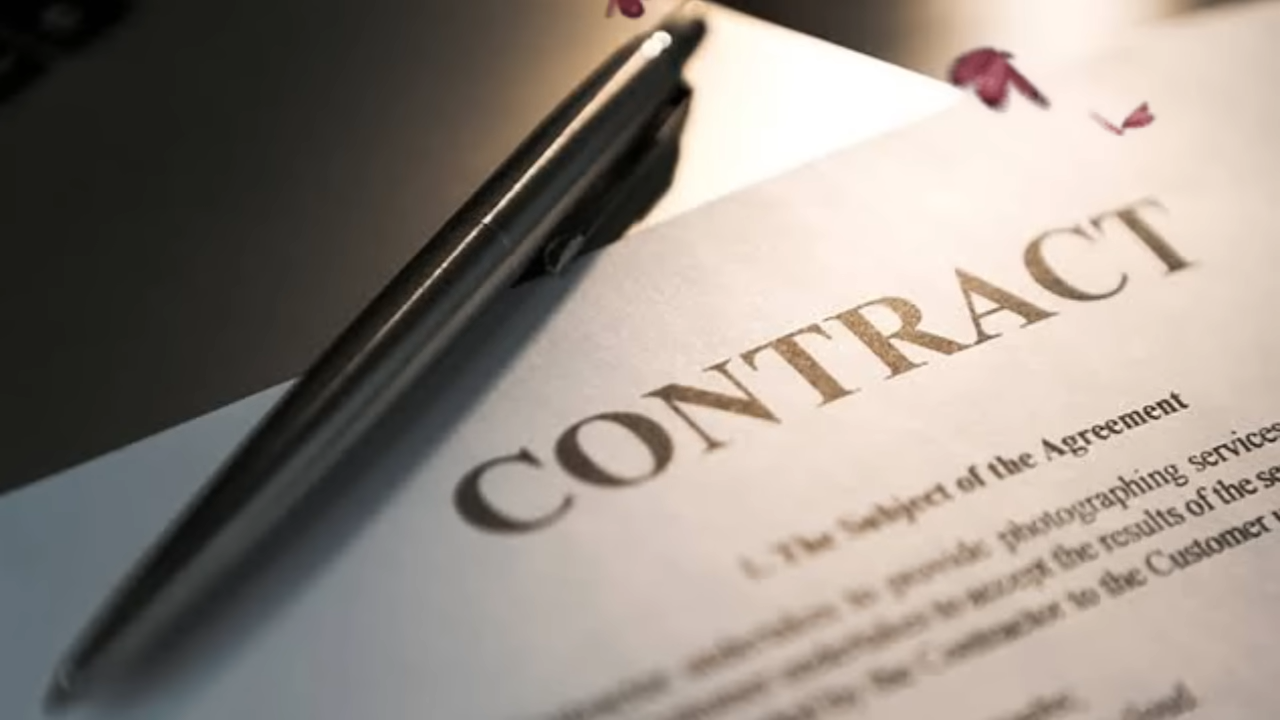 CONTRACT
1. The Subject of the Agreement
undertakes to provide photographing services
undertakes to accept the results of the se
by the Contractor to the Customer